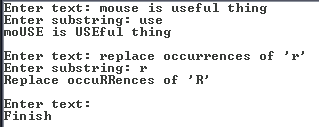 Enter text: mouse is useful thing
Enter substring: use
moUSE is USEful thing
Enter text: replace occurrences of 'r'
Enter substring: r
Replace occuRRences of 'R'
Enter text:
Finish